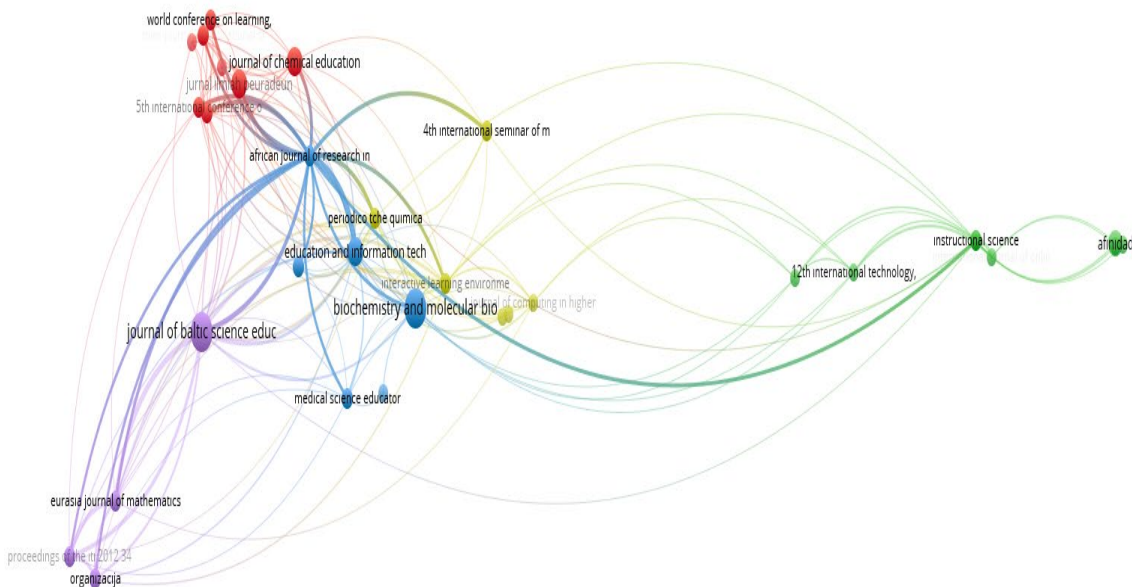 world conference on learning,
journal of chemical education
jurnal ilmiah peuradeun
5th international conference o
4th international seminar of m
african journal of research in
periodico tche quimica
education and information tech
instructional science
afinidad
12th international technology,
interactive learning environme
journal of computing in higher
biochemistry and molecular bio
journal of baltic science educ
medical science educator
eurasia journal of mathematics
proceedings of the iti 2012 34
organizacija